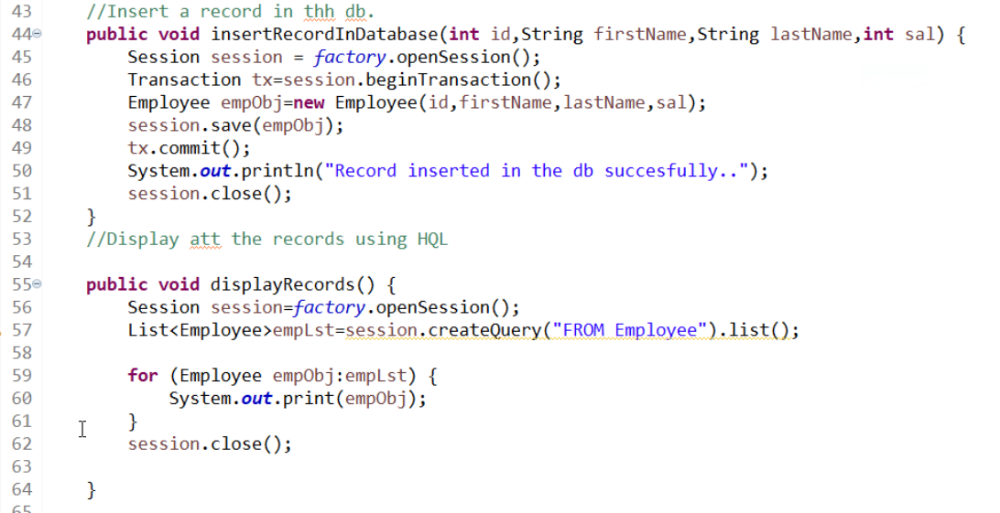 43 //Insert a record in thh db.
44 public void insertRecordInDatabase(int id,String firstName,String lastName,int sal) {
45 Session session = factory.openSession();
46 Transaction tx=session.beginTransaction();
47 Employee empObj=new Employee(id,firstName,lastName,sal);
48 session.save(empObj);
49 tx.commit();
50 System.out.println("Record inserted in the db succesfully..");
51 session.close();
52 }
53 //Display att the records using HQL
54
55 public void displayRecords() {
56 Session session=factory.openSession();
57 List<Employee>empLst=session.createQuery("FROM Employee").list();
58
59 for (Employee empObj:empLst) {
60 System.out.print(empObj);
61 }
62 session.close();
63
64 }
65